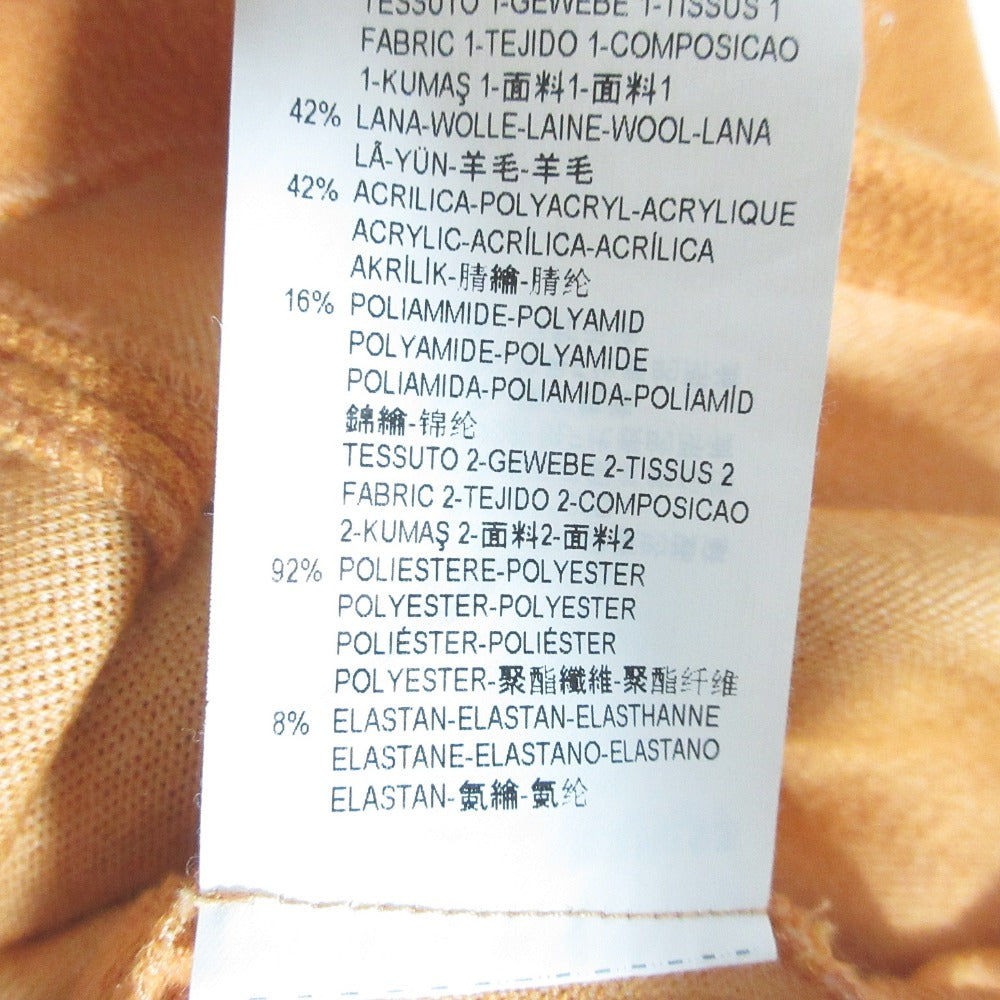 TESSUTO 1-GEWEBE 1-TISSUS 1
FABRIC 1-TEJIDO 1-COMPOSICAO
1-KUMAŞ 1-面料1-面料1
42% LANA-WOLLE-LAINE-WOOL-LANA
LÃ-YÜN-羊毛-羊毛
42% ACRILICA-POLYACRYL-ACRYLIQUE
ACRYLIC-ACRÍLICA-ACRÍLICA
AKRİLİK-腈綸-腈纶
16% POLIAMMIDE-POLYAMID
POLYAMIDE-POLYAMIDE
POLIAMIDA-POLIAMIDA-POLİAMİD
錦綸-锦纶
TESSUTO 2-GEWEBE 2-TISSUS 2
FABRIC 2-TEJIDO 2-COMPOSICAO
2-KUMAŞ 2-面料2-面料2
92% POLIESTERE-POLYESTER
POLYESTER-POLYESTER
POLIÉSTER-POLIÉSTER
POLYESTER-聚酯纖維-聚酯纤维
8% ELASTAN-ELASTAN-ELASTHANNE
ELASTANE-ELASTANO-ELASTANO
ELASTAN-氨綸-氨纶